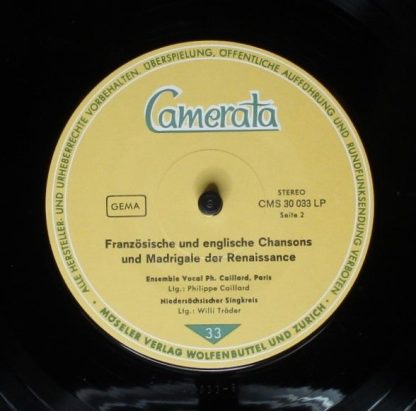 ALLE HERSTELLER- UND URHEBERRECHTE VORBEHALTEN. ÜBERSPIELUNG, ÖFFENTLICHE AUFFÜHRUNG UND RUNDFUNKSENDUNG VERBOTEN
Camerata
GEMA
STEREO
CMS 30 033 LP
Seite 2
Französische und englische Chansons
und Madrigale der Renaissance
Ensemble Vocal Ph. Caillard, Paris
Ltg.: Philippe Caillard
Niedersächsischer Singkreis
Ltg.: Willi Träder
33
MÖSELER VERLAG WOLFENBÜTTEL UND ZÜRICH